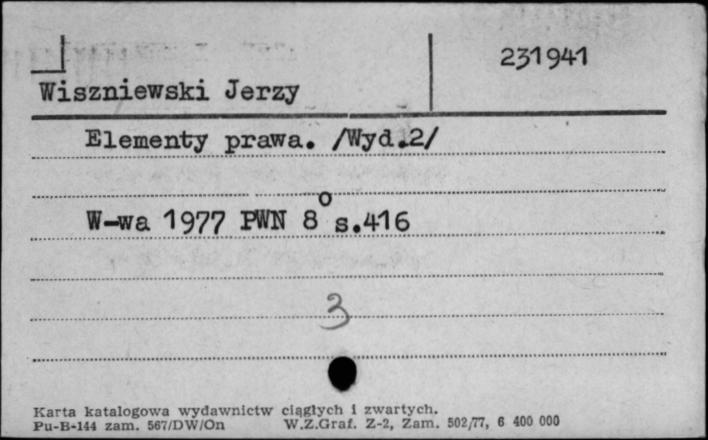 231941
Wiszniewski Jerzy
Elementy prawa. /Wyd.2/
W-wa 1977 PWN 8° s.416
3
Karta katalogowa wydawnictw ciągłych i zwartych.
Pu-B-144 zam. 567/DW/On W.Z.Graf. Z-2, Zam. 502/77, 6 400 000